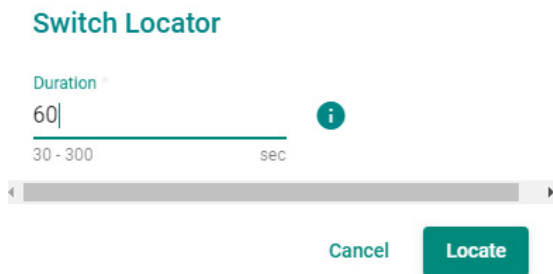 Switch Locator
Duration *
60
30 - 300 sec
Cancel Locate